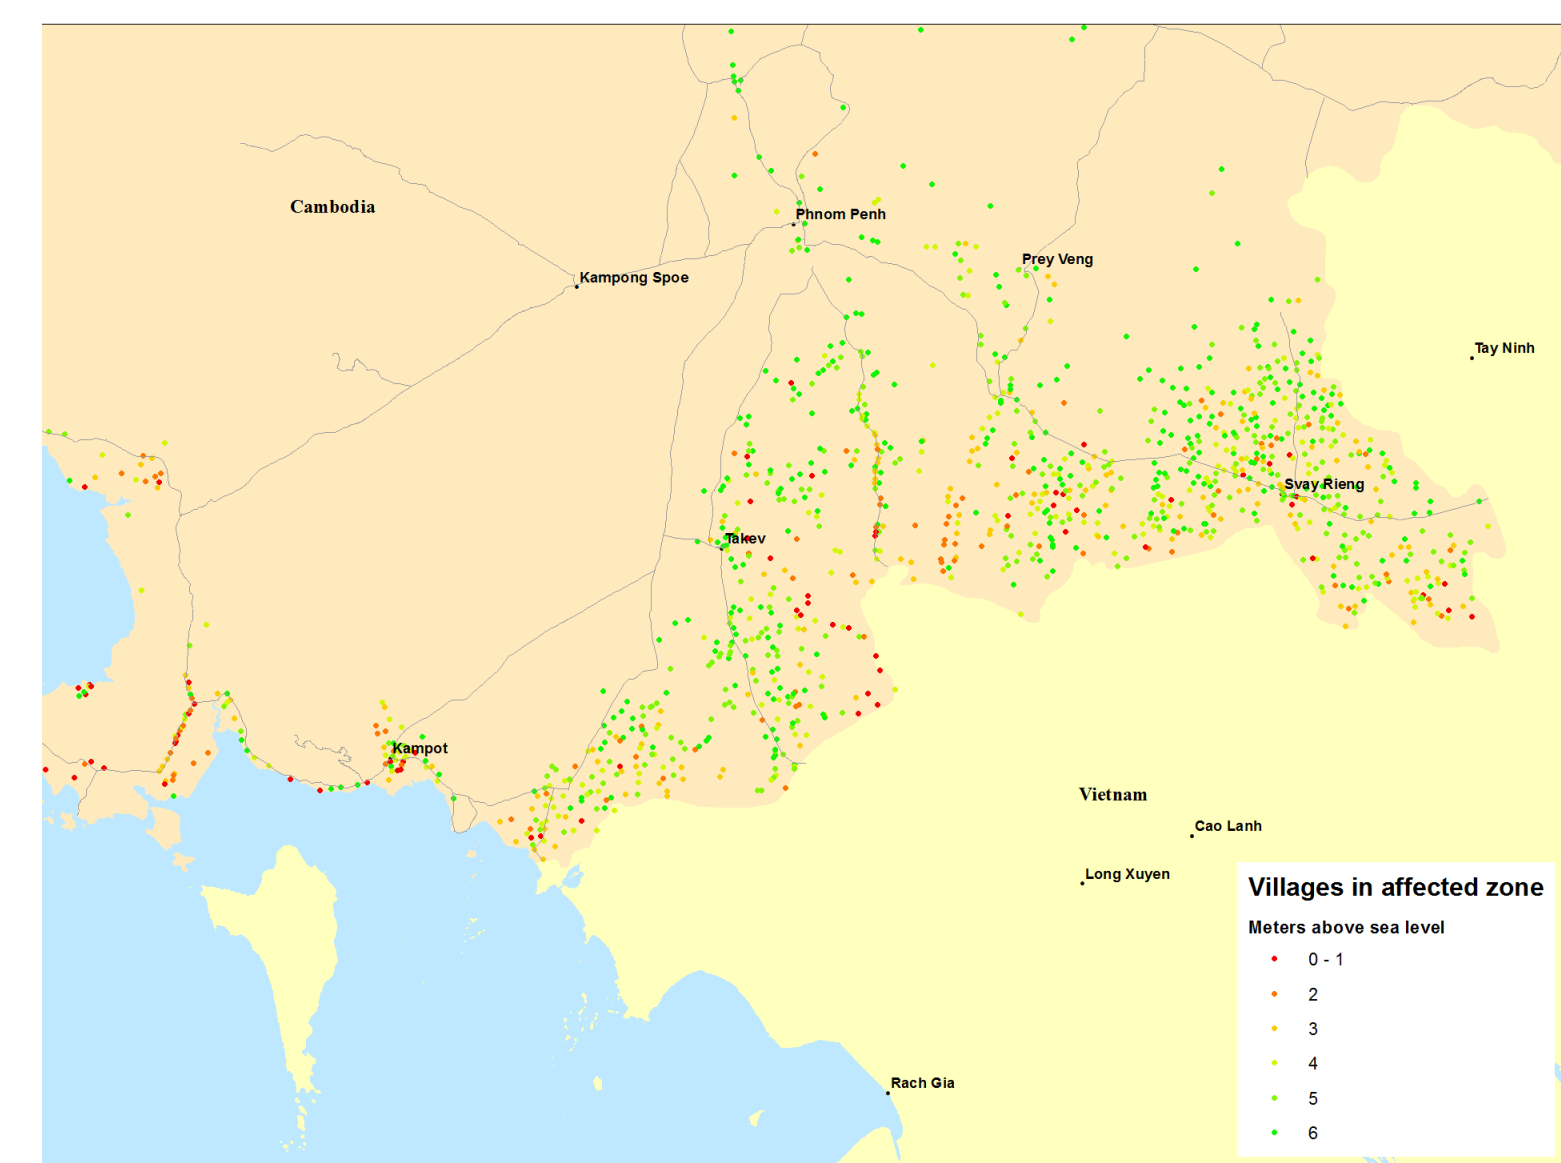 Cambodia
Phnom Penh
Prey Veng
Kampong Spoe
Tay Ninh
Svay Rieng
Takev
Kampot
Vietnam
Cao Lanh
Long Xuyen
Rach Gia
Villages in affected zone
Meters above sea level
0 - 1
2
3
4
5
6